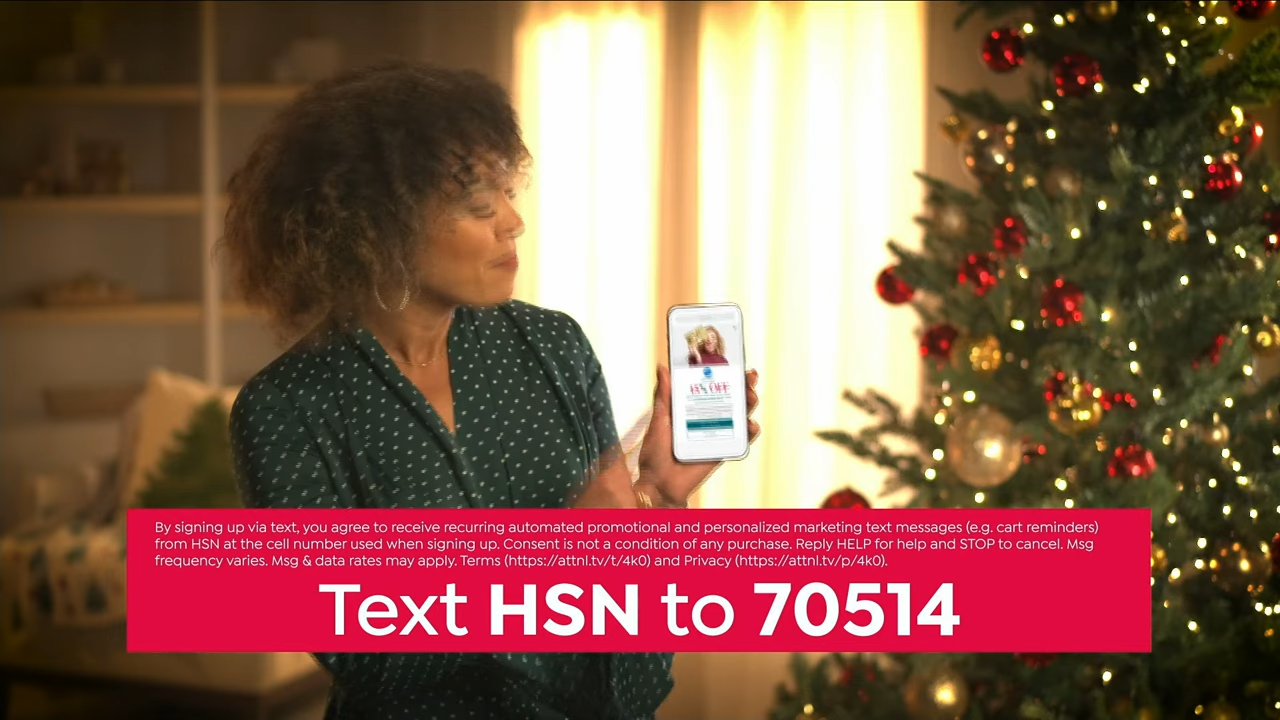 15% OFF
By signing up via text, you agree to receive recurring automated promotional and personalized marketing text messages (e.g. cart reminders)
from HSN at the cell number used when signing up. Consent is not a condition of any purchase. Reply HELP for help and STOP to cancel. Msg
frequency varies. Msg & data rates may apply. Terms (https://attnl.tv/t/4k0) and Privacy (https://attnl.tv/p/4k0).
Text HSN to 70514